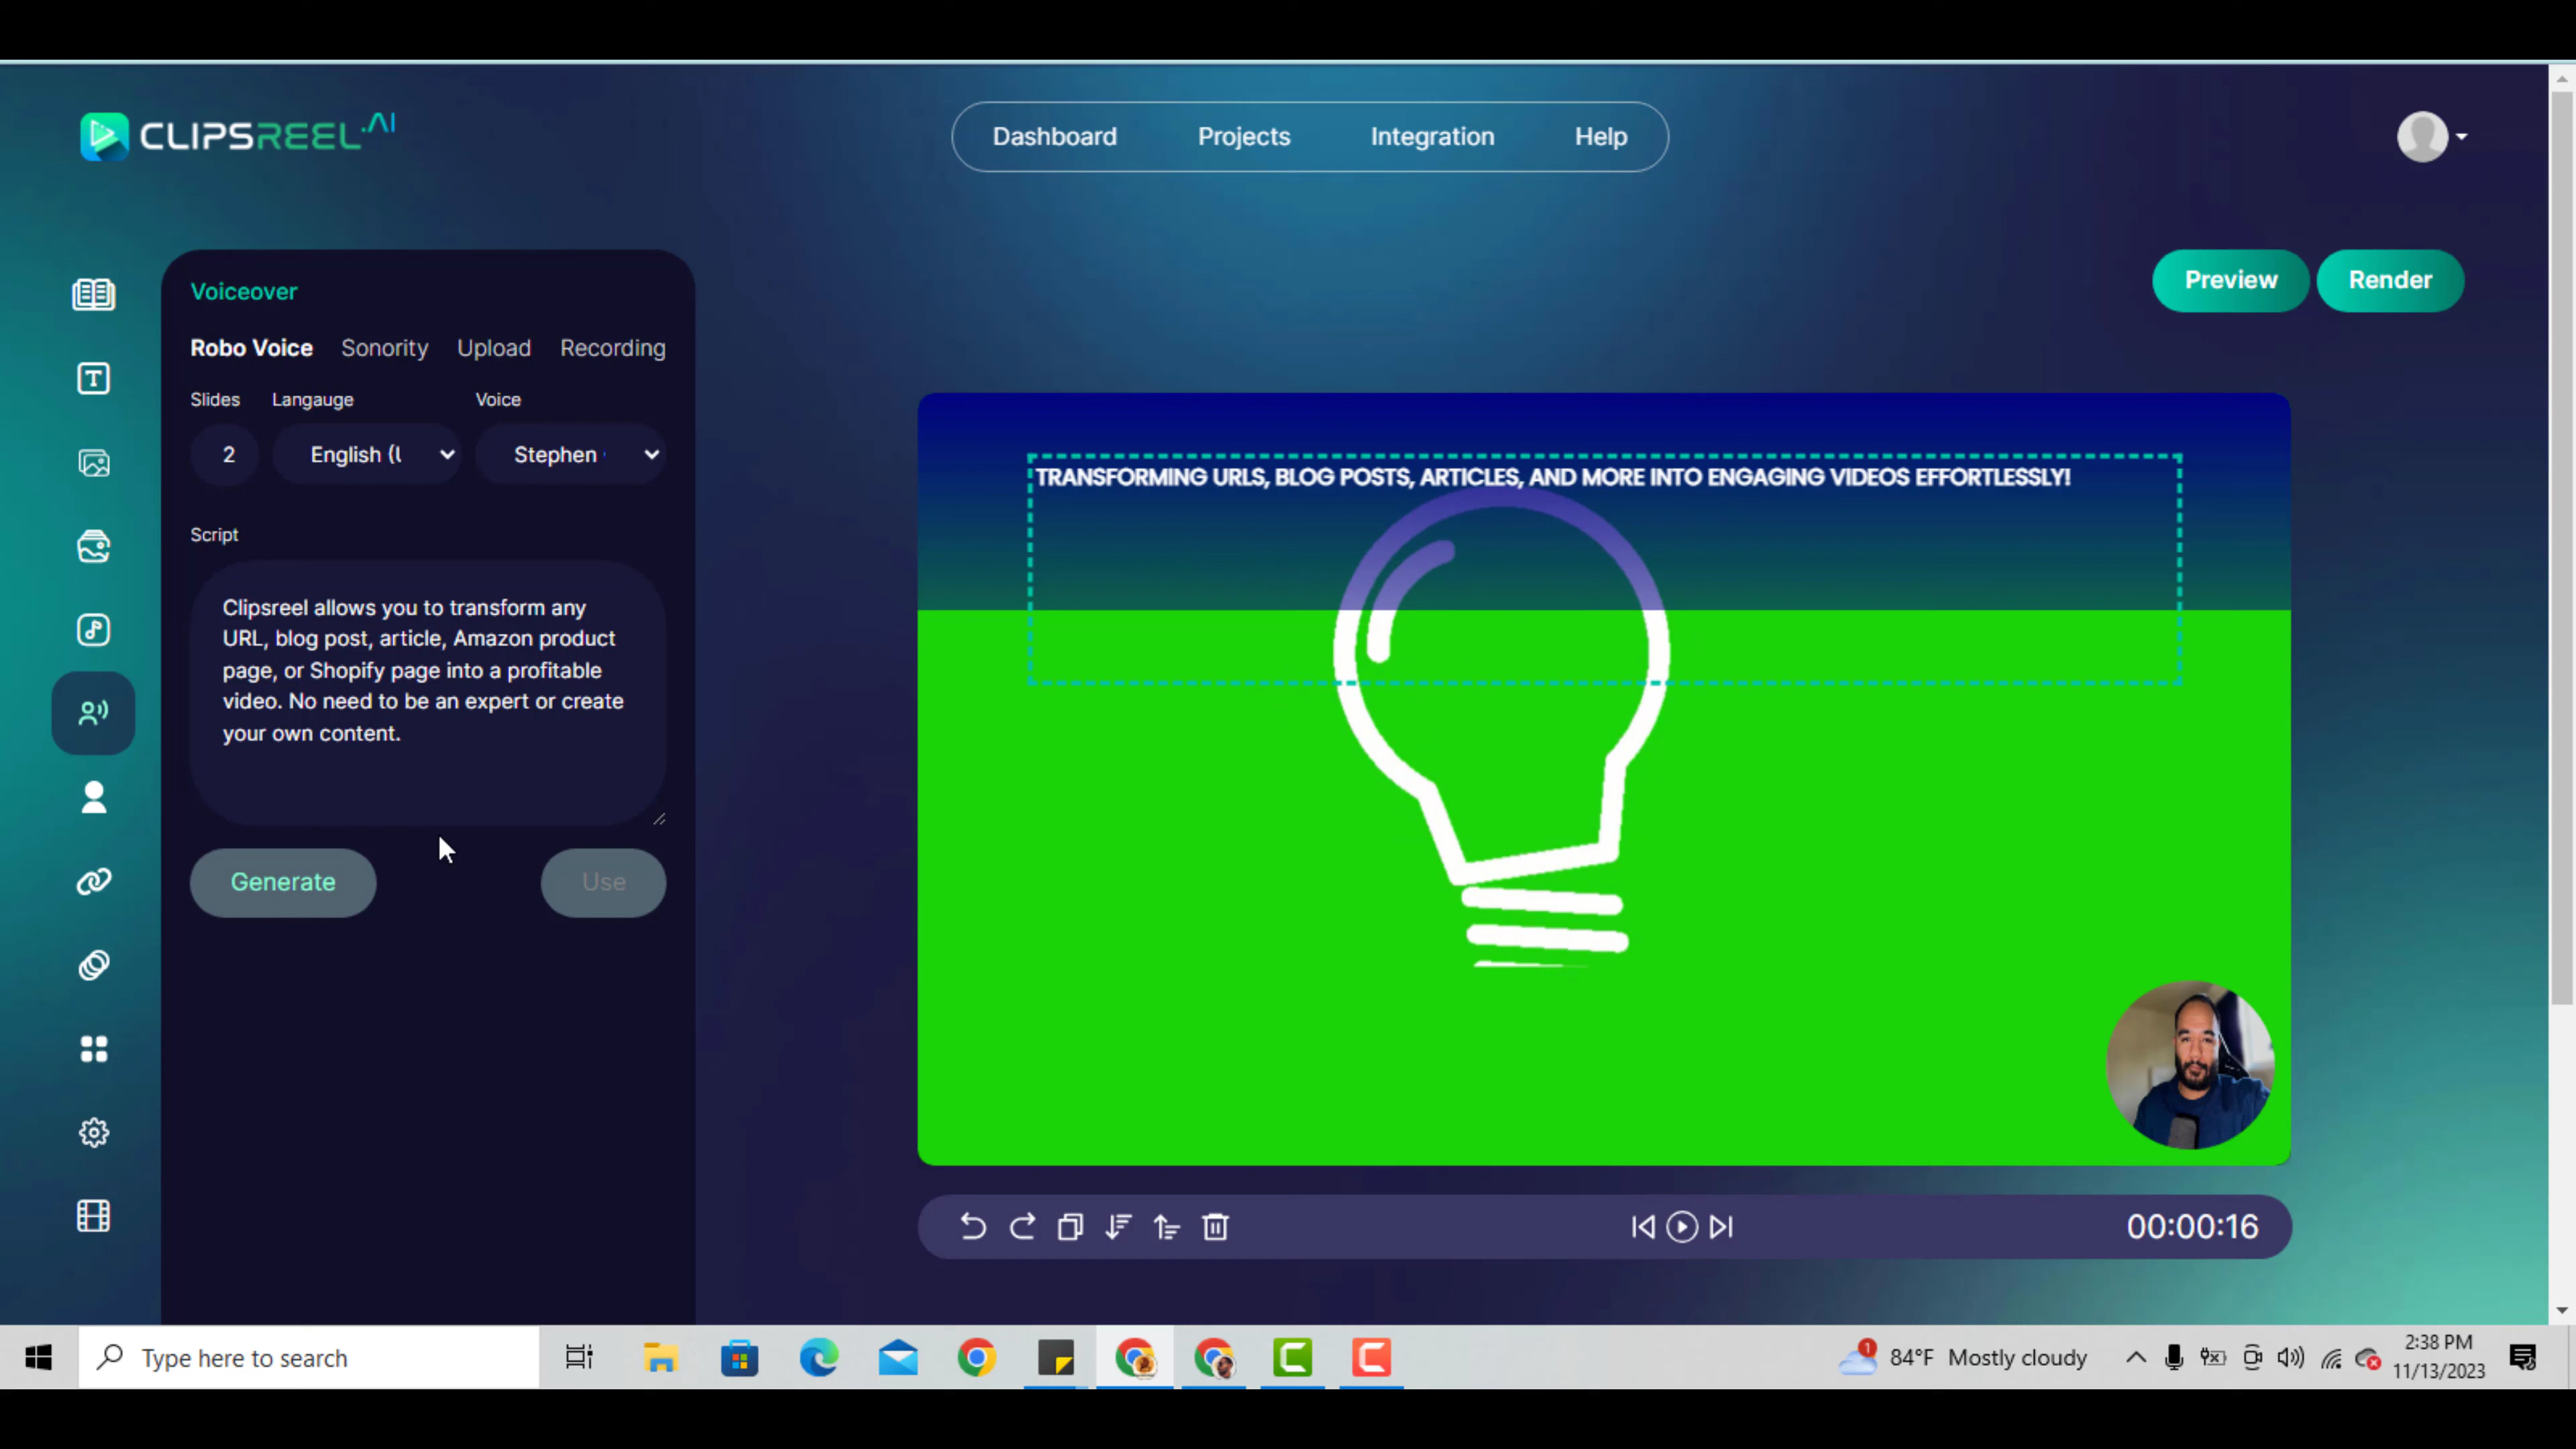 CLIPSREEL.AI
Dashboard
Projects
Integration
Help
Preview
Render
Voiceover
Robo Voice
Sonority
Upload
Recording
Slides
Langauge
Voice
2
English (U
Stephen
Script
Clipsreel allows you to transform any
URL, blog post, article, Amazon product
page, or Shopify page into a profitable
video. No need to be an expert or create
your own content.
Generate
Use
TRANSFORMING URLS, BLOG POSTS, ARTICLES, AND MORE INTO ENGAGING VIDEOS EFFORTLESSLY!
00:00:16
Type here to search
1
84°F Mostly cloudy
2:38 PM
11/13/2023